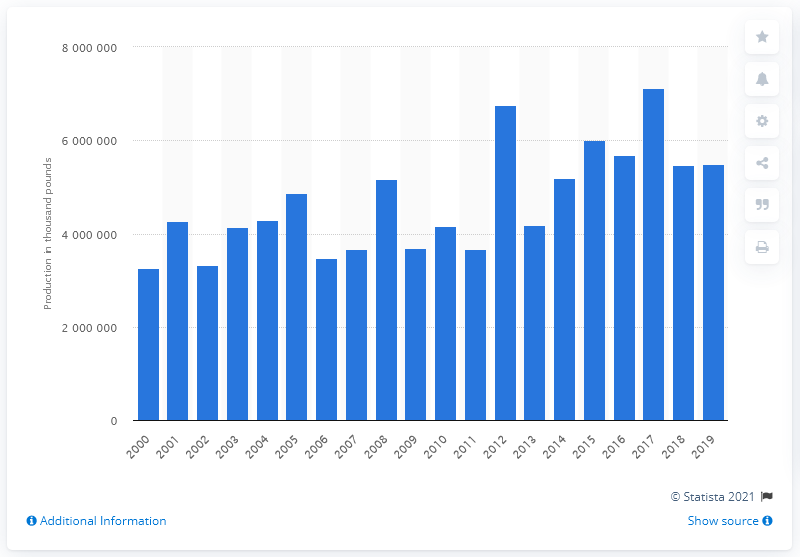 8 000 000
6 000 000
4 000 000
2 000 000
0
Production in thousand pounds
2000 2001 2002 2003 2004 2005 2006 2007 2008 2009 2010 2011 2012 2013 2014 2015 2016 2017 2018 2019
© Statista 2021
Additional Information
Show source